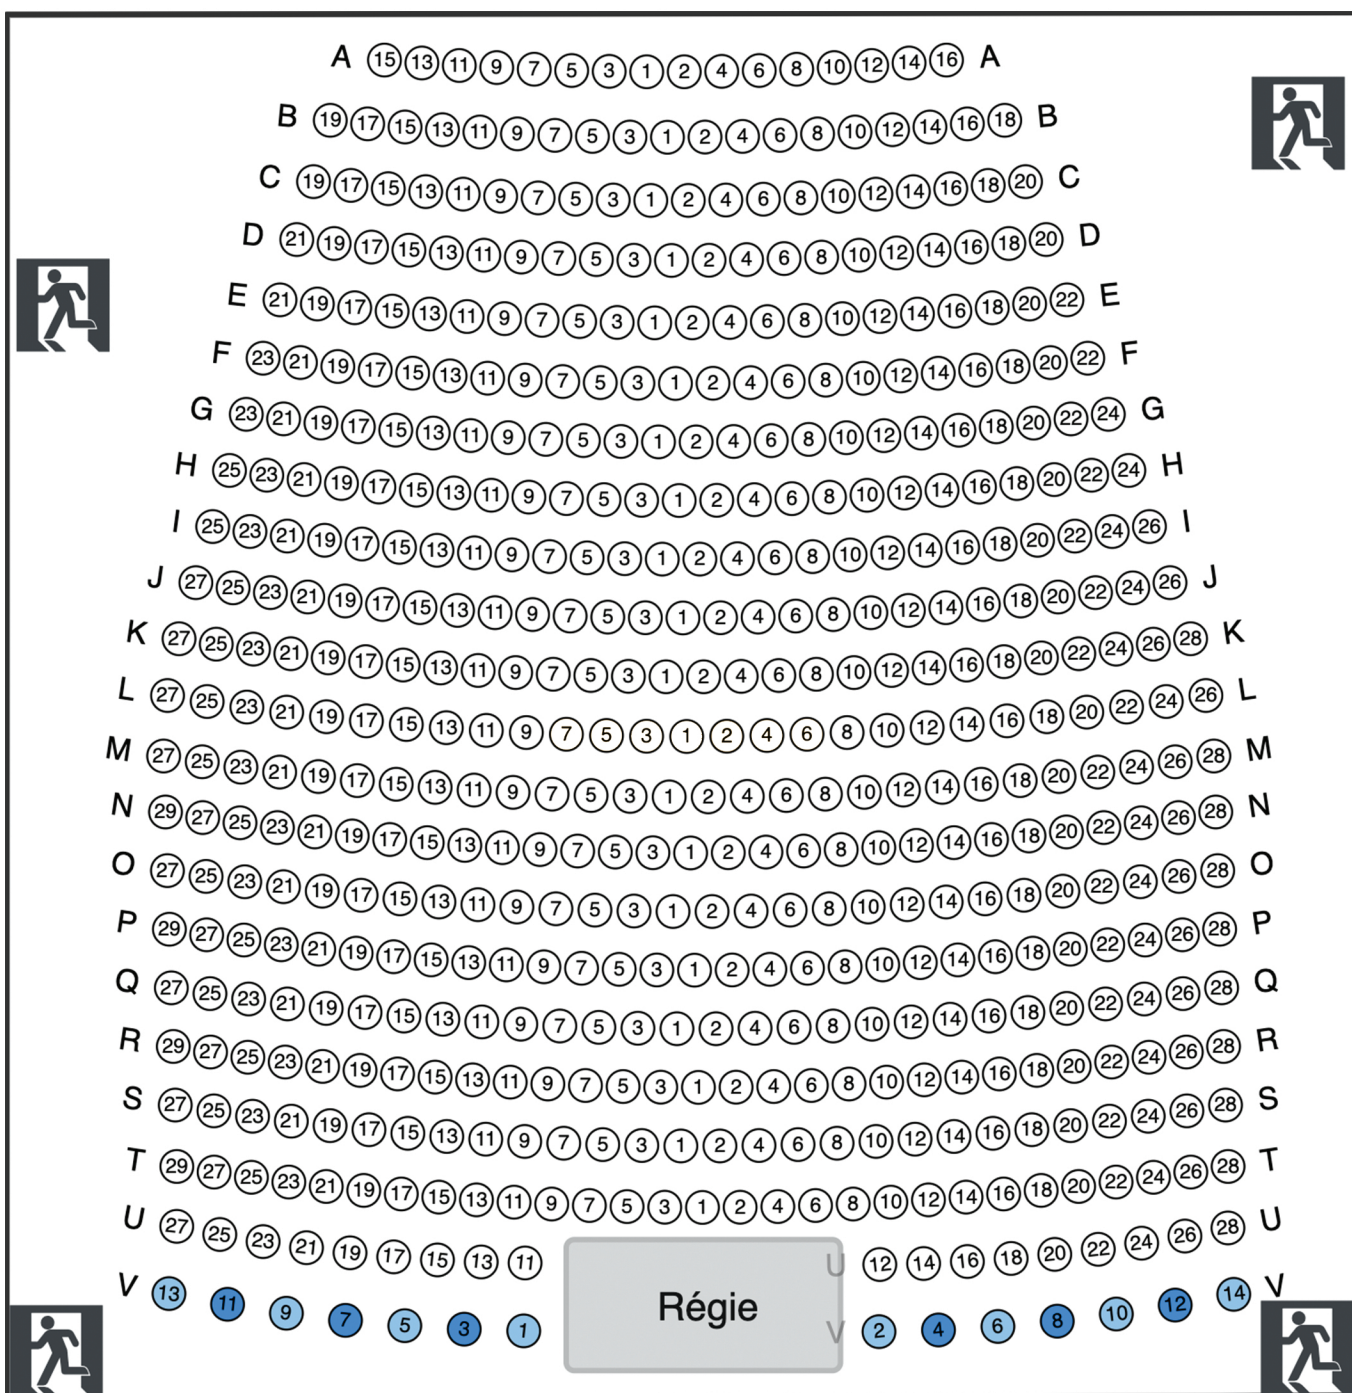 A 15 13 11 9 7 5 3 1 2 4 6 8 10 12 14 16 A
B 19 17 15 13 11 9 7 5 3 1 2 4 6 8 10 12 14 16 18 B
C 19 17 15 13 11 9 7 5 3 1 2 4 6 8 10 12 14 16 18 20 C
D 21 19 17 15 13 11 9 7 5 3 1 2 4 6 8 10 12 14 16 18 20 D
E 21 19 17 15 13 11 9 7 5 3 1 2 4 6 8 10 12 14 16 18 20 22 E
F 23 21 19 17 15 13 11 9 7 5 3 1 2 4 6 8 10 12 14 16 18 20 22 F
G 23 21 19 17 15 13 11 9 7 5 3 1 2 4 6 8 10 12 14 16 18 20 22 24 G
H 25 23 21 19 17 15 13 11 9 7 5 3 1 2 4 6 8 10 12 14 16 18 20 22 24 H
I 25 23 21 19 17 15 13 11 9 7 5 3 1 2 4 6 8 10 12 14 16 18 20 22 24 26 I
J 27 25 23 21 19 17 15 13 11 9 7 5 3 1 2 4 6 8 10 12 14 16 18 20 22 24 26 J
K 27 25 23 21 19 17 15 13 11 9 7 5 3 1 2 4 6 8 10 12 14 16 18 20 22 24 26 28 K
L 27 25 23 21 19 17 15 13 11 9 7 5 3 1 2 4 6 8 10 12 14 16 18 20 22 24 26 L
M 27 25 23 21 19 17 15 13 11 9 7 5 3 1 2 4 6 8 10 12 14 16 18 20 22 24 26 28 M
N 29 27 25 23 21 19 17 15 13 11 9 7 5 3 1 2 4 6 8 10 12 14 16 18 20 22 24 26 28 N
O 27 25 23 21 19 17 15 13 11 9 7 5 3 1 2 4 6 8 10 12 14 16 18 20 22 24 26 28 O
P 29 27 25 23 21 19 17 15 13 11 9 7 5 3 1 2 4 6 8 10 12 14 16 18 20 22 24 26 28 P
Q 27 25 23 21 19 17 15 13 11 9 7 5 3 1 2 4 6 8 10 12 14 16 18 20 22 24 26 28 Q
R 29 27 25 23 21 19 17 15 13 11 9 7 5 3 1 2 4 6 8 10 12 14 16 18 20 22 24 26 28 R
S 27 25 23 21 19 17 15 13 11 9 7 5 3 1 2 4 6 8 10 12 14 16 18 20 22 24 26 28 S
T 29 27 25 23 21 19 17 15 13 11 9 7 5 3 1 2 4 6 8 10 12 14 16 18 20 22 24 26 28 T
U 27 25 23 21 19 17 15 13 11 U 12 14 16 18 20 22 24 26 28 U
Régie
V 13 11 9 7 5 3 1 V 2 4 6 8 10 12 14 V